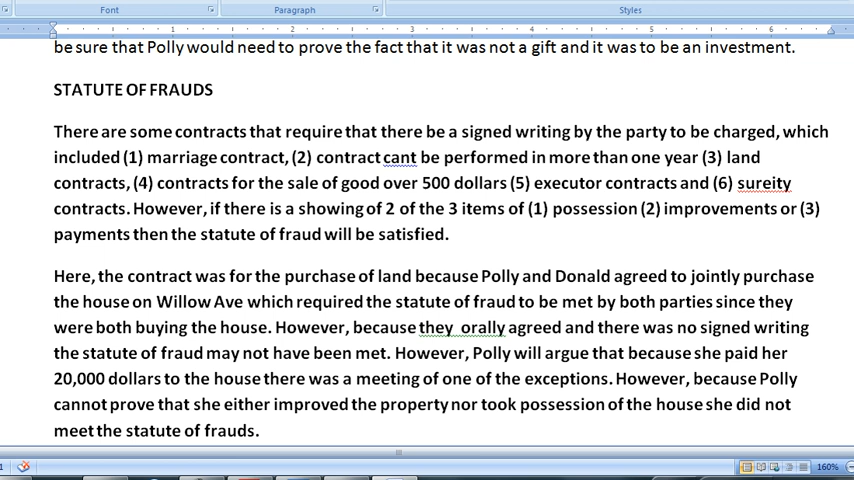 Font Paragraph Styles
1 2 3 4 5 6
be sure that Polly would need to prove the fact that it was not a gift and it was to be an investment.
STATUTE OF FRAUDS
There are some contracts that require that there be a signed writing by the party to be charged, which
included (1) marriage contract, (2) contract cant be performed in more than one year (3) land
contracts, (4) contracts for the sale of good over 500 dollars (5) executor contracts and (6) sureity
contracts. However, if there is a showing of 2 of the 3 items of (1) possession (2) improvements or (3)
payments then the statute of fraud will be satisfied.
Here, the contract was for the purchase of land because Polly and Donald agreed to jointly purchase
the house on Willow Ave which required the statute of fraud to be met by both parties since they
were both buying the house. However, because they  orally agreed and there was no signed writing
the statute of fraud may not have been met. However, Polly will argue that because she paid her
20,000 dollars to the house there was a meeting of one of the exceptions. However, because Polly
cannot prove that she either improved the property nor took possession of the house she did not
meet the statute of frauds.
160%